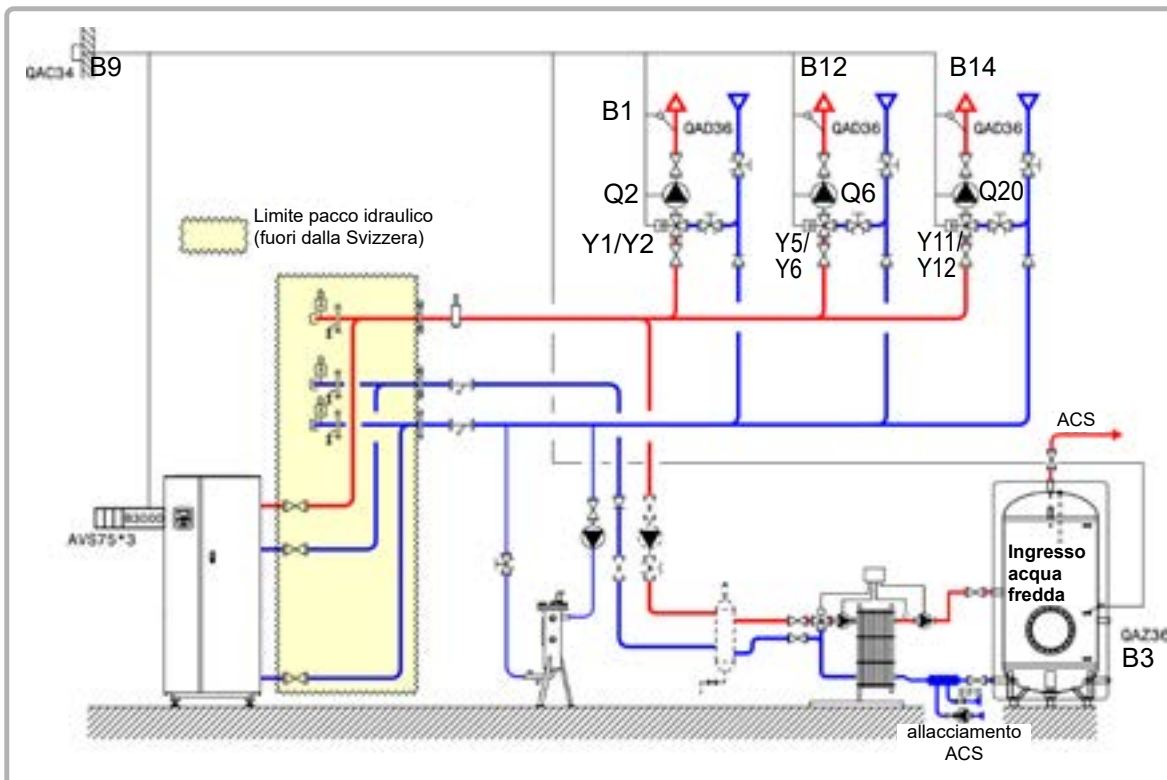 QAC34
B9
B12
B14
B1
QAD36
QAD36
QAD36
Q2
Q6
Q20
Limite pacco idraulico
(fuori dalla Svizzera)
Y1/Y2
Y5/
Y6
Y11/
Y12
ACS
AVS75*3
Ingresso
acqua
fredda
QAZ36
B3
allacciamento
ACS